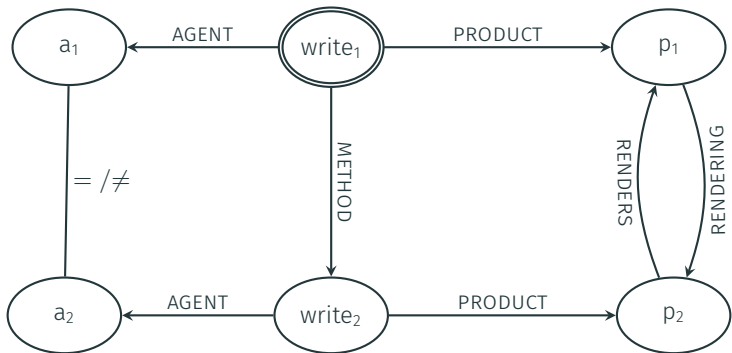 a₁
AGENT
write₁
PRODUCT
p₁
= /≠
METHOD
RENDERS
RENDERING
a₂
AGENT
write₂
PRODUCT
p₂